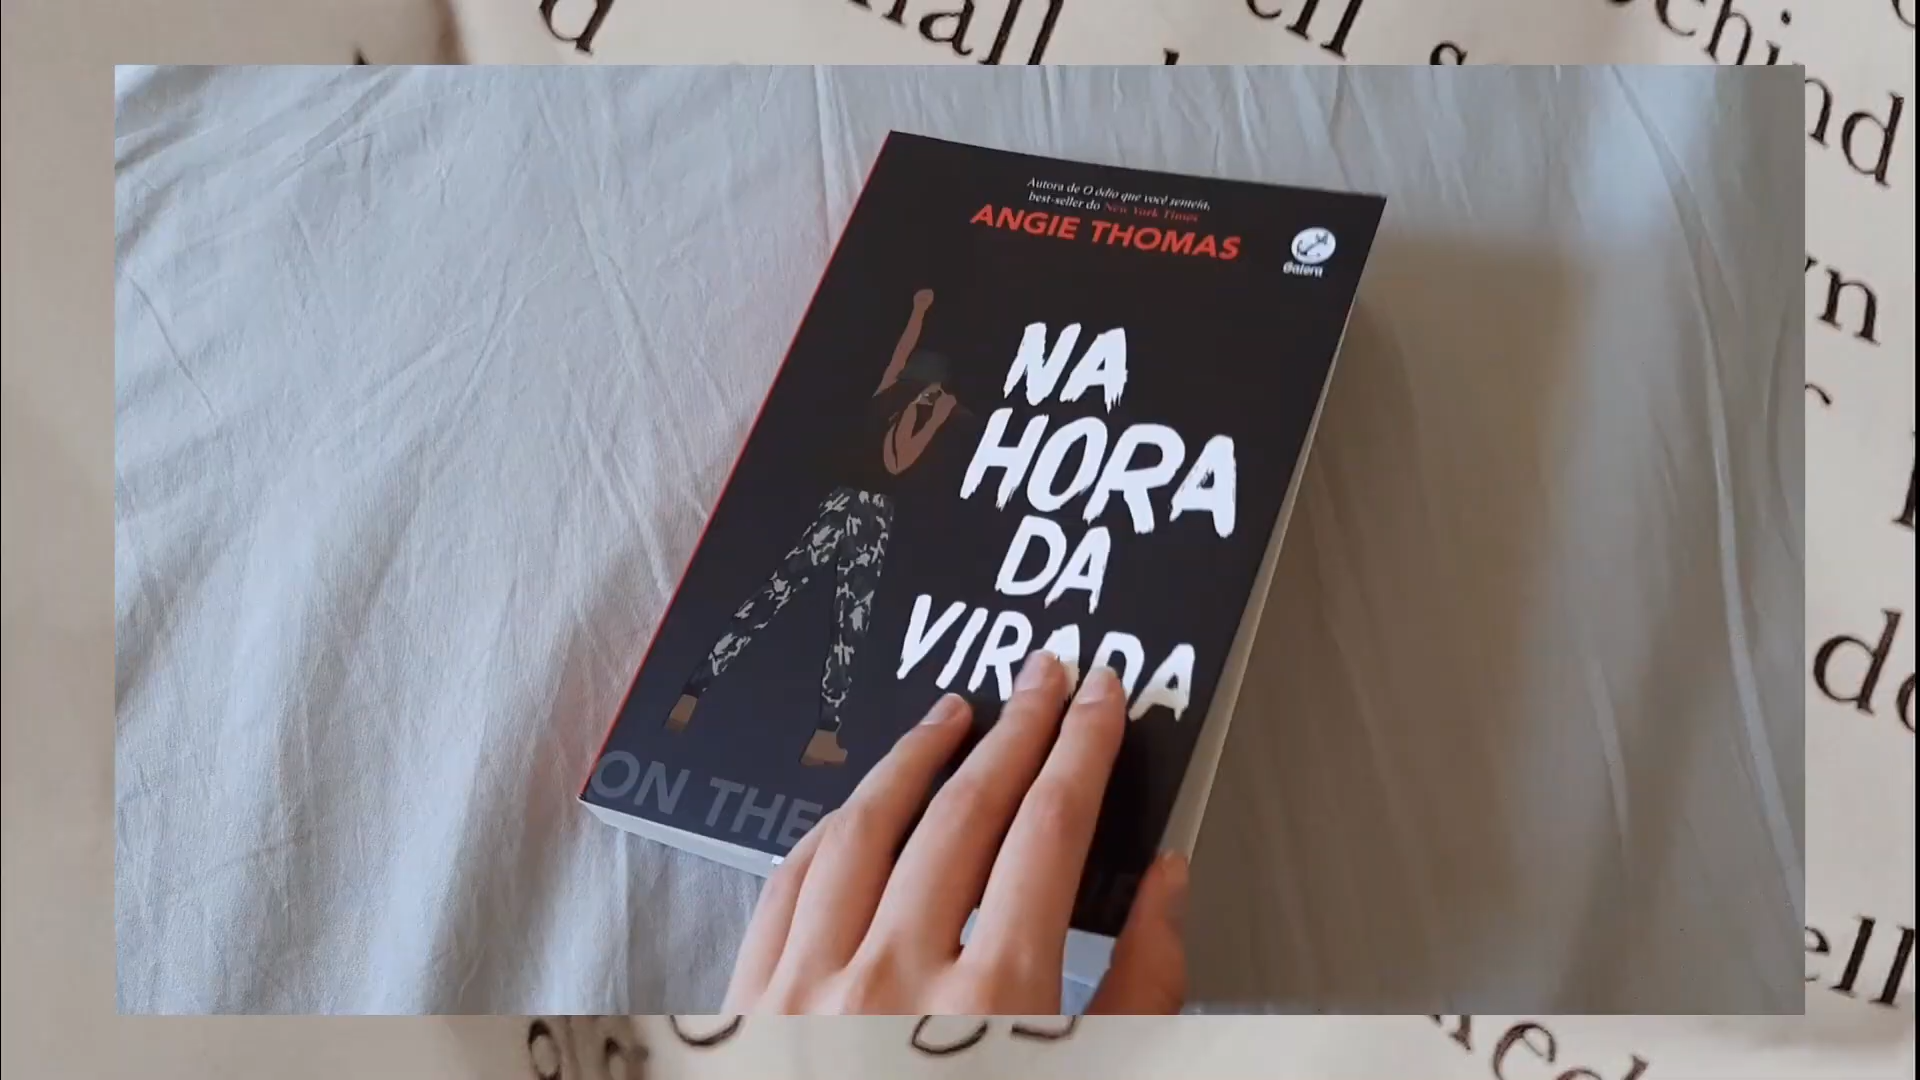 Autora de O ódio que você semeia,
best-seller do New York Times
ANGIE THOMAS
Galera
NA
HORA
DA
VIRADA
ON THE